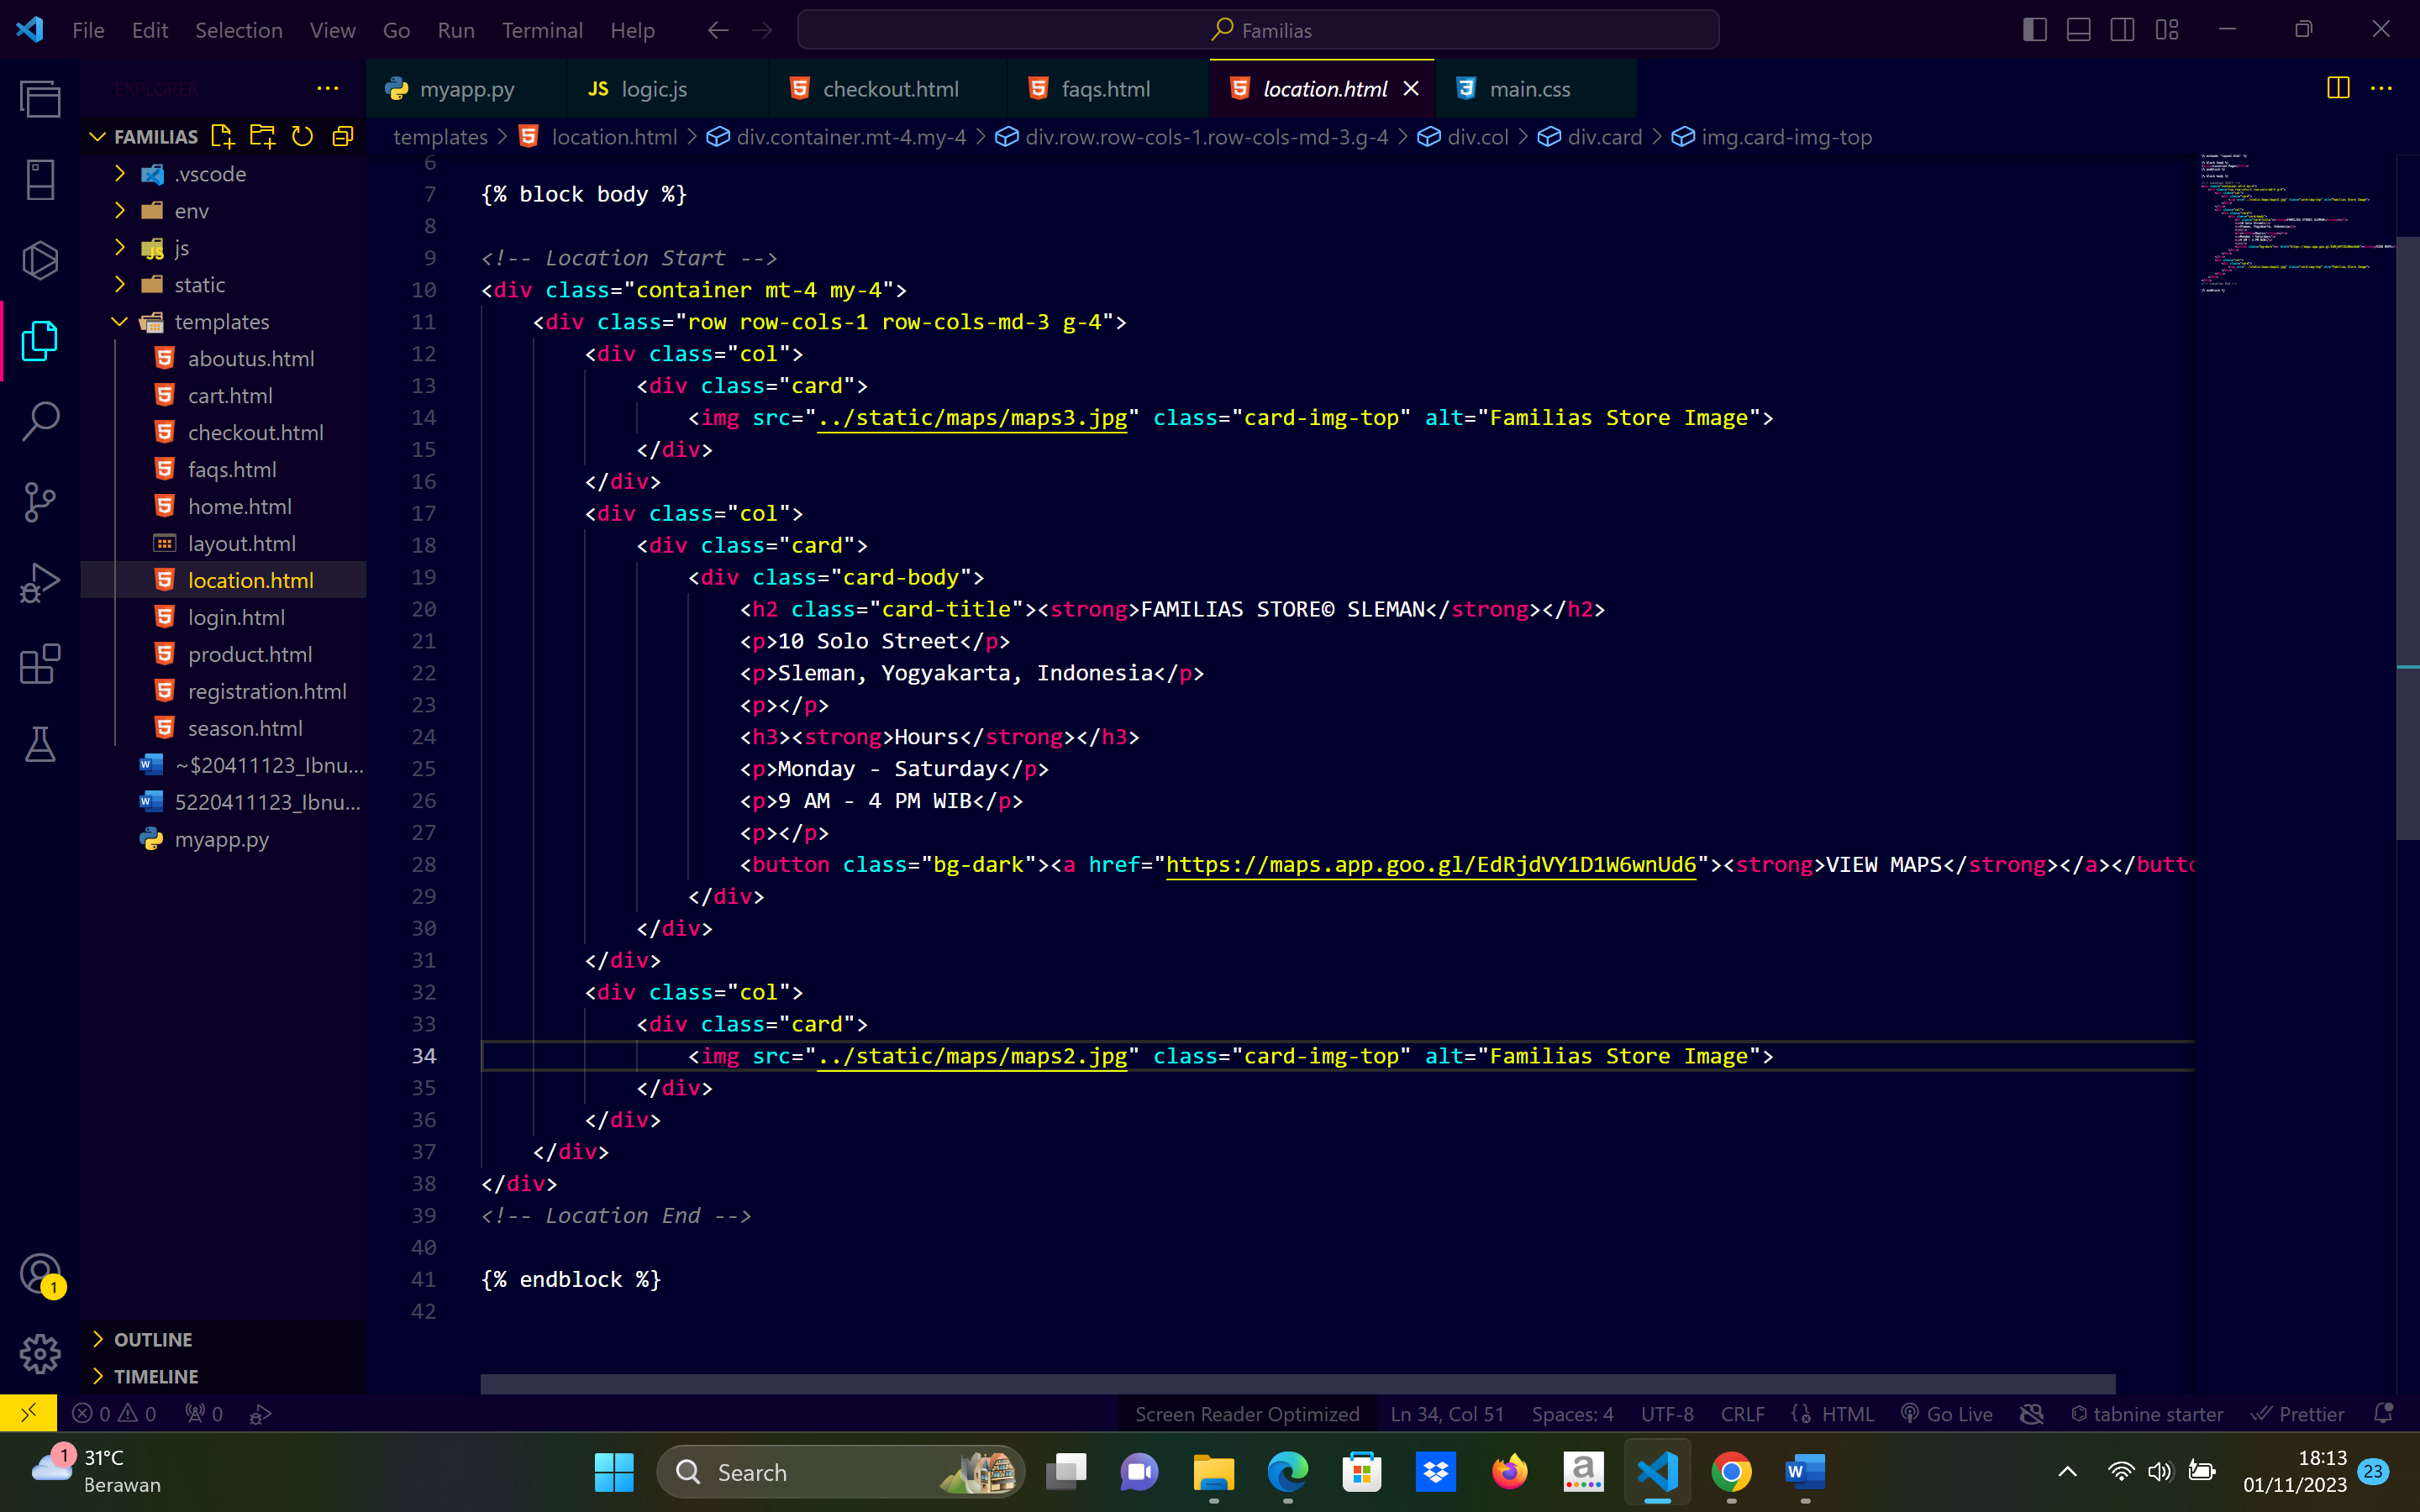 File Edit Selection View Go Run Terminal Help Familias
EXPLORER
myapp.py JS logic.js checkout.html faqs.html location.html main.css
FAMILIAS
templates > location.html > div.container.mt-4.my-4 > div.row.row-cols-1.row-cols-md-3.g-4 > div.col > div.card > img.card-img-top
.vscode
env
js
static
templates
aboutus.html
cart.html
checkout.html
faqs.html
home.html
layout.html
location.html
login.html
product.html
registration.html
season.html
~$20411123_Ibnu...
5220411123_Ibnu...
myapp.py
OUTLINE
TIMELINE
6
7 {% block body %}
8
9 <!-- Location Start -->
10 <div class="container mt-4 my-4">
11 <div class="row row-cols-1 row-cols-md-3 g-4">
12 <div class="col">
13 <div class="card">
14 <img src="../static/maps/maps3.jpg" class="card-img-top" alt="Familias Store Image">
15 </div>
16 </div>
17 <div class="col">
18 <div class="card">
19 <div class="card-body">
20 <h2 class="card-title"><strong>FAMILIAS STORE© SLEMAN</strong></h2>
21 <p>10 Solo Street</p>
22 <p>Sleman, Yogyakarta, Indonesia</p>
23 <p></p>
24 <h3><strong>Hours</strong></h3>
25 <p>Monday - Saturday</p>
26 <p>9 AM - 4 PM WIB</p>
27 <p></p>
28 <button class="bg-dark"><a href="https://maps.app.goo.gl/EdRjdVY1D1W6wnUd6"><strong>VIEW MAPS</strong></a></butto
29 </div>
30 </div>
31 </div>
32 <div class="col">
33 <div class="card">
34 <img src="../static/maps/maps2.jpg" class="card-img-top" alt="Familias Store Image">
35 </div>
36 </div>
37 </div>
38 </div>
39 <!-- Location End -->
40
41 {% endblock %}
42
1
0 0 0 Screen Reader Optimized Ln 34, Col 51 Spaces: 4 UTF-8 CRLF HTML Go Live tabnine starter Prettier
1 31°C
Berawan
Search
18:13
01/11/2023
23